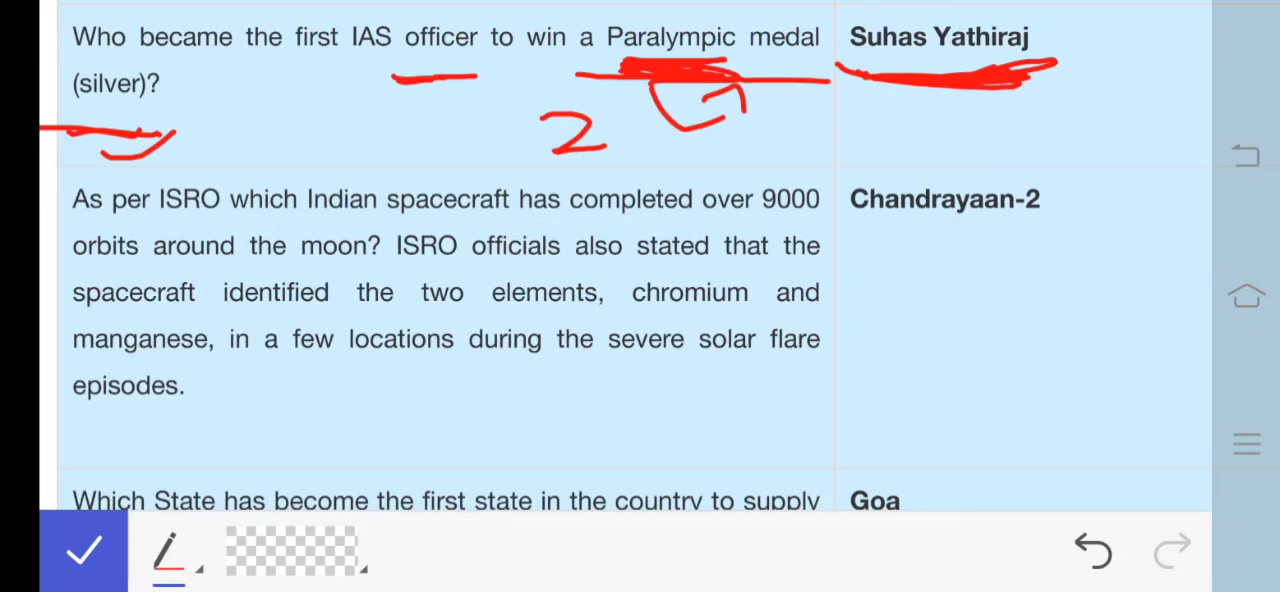 Who became the first IAS officer to win a Paralympic medal
(silver)?
Suhas Yathiraj
2
As per ISRO which Indian spacecraft has completed over 9000
orbits around the moon? ISRO officials also stated that the
spacecraft identified the two elements, chromium and
manganese, in a few locations during the severe solar flare
episodes.
Chandrayaan-2
Which State has become the first state in the country to supply
Goa